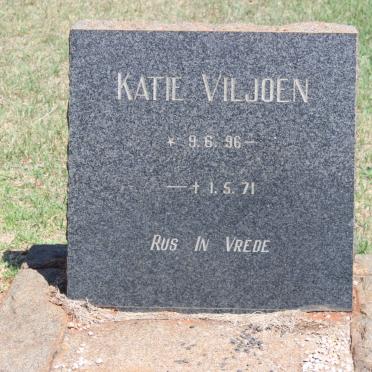 KATIE VILJOEN
* 9.6.96 —
— † 1.5.71
RUS IN VREDE